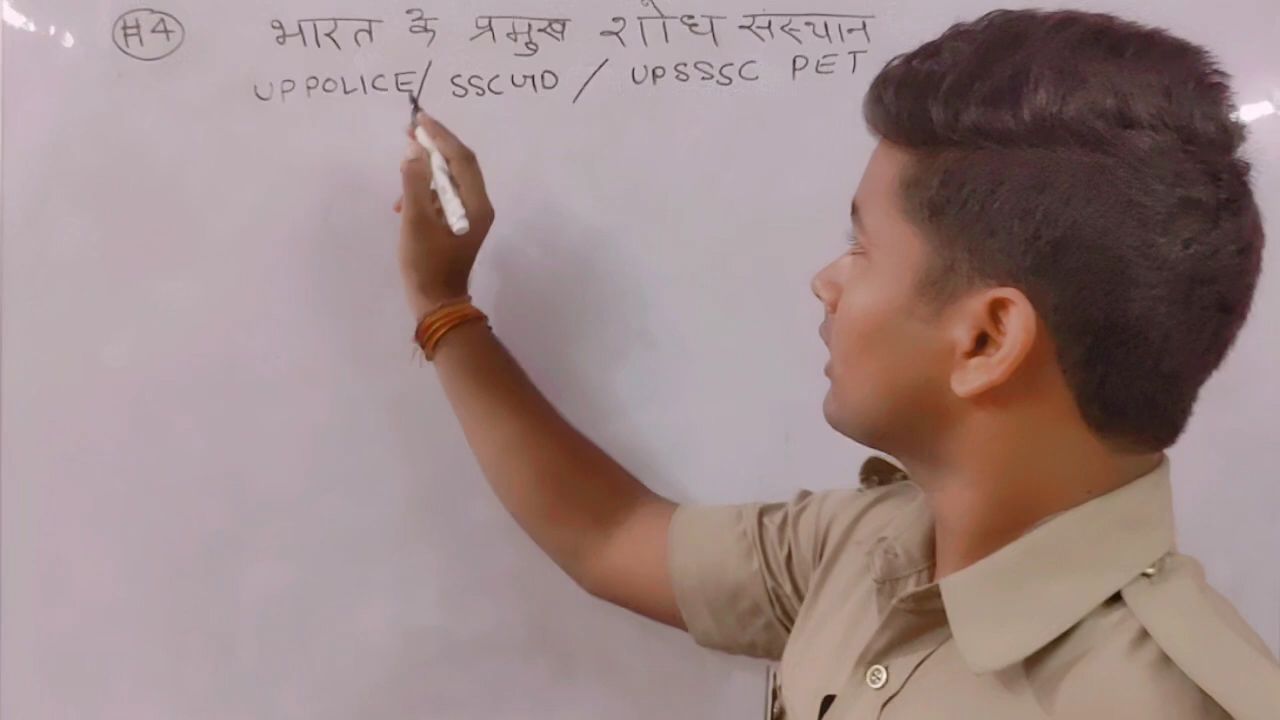 #4 भारत के प्रमुख शोध संस्थान
UPPOLICE/ SSCGD / UPSSSC PET